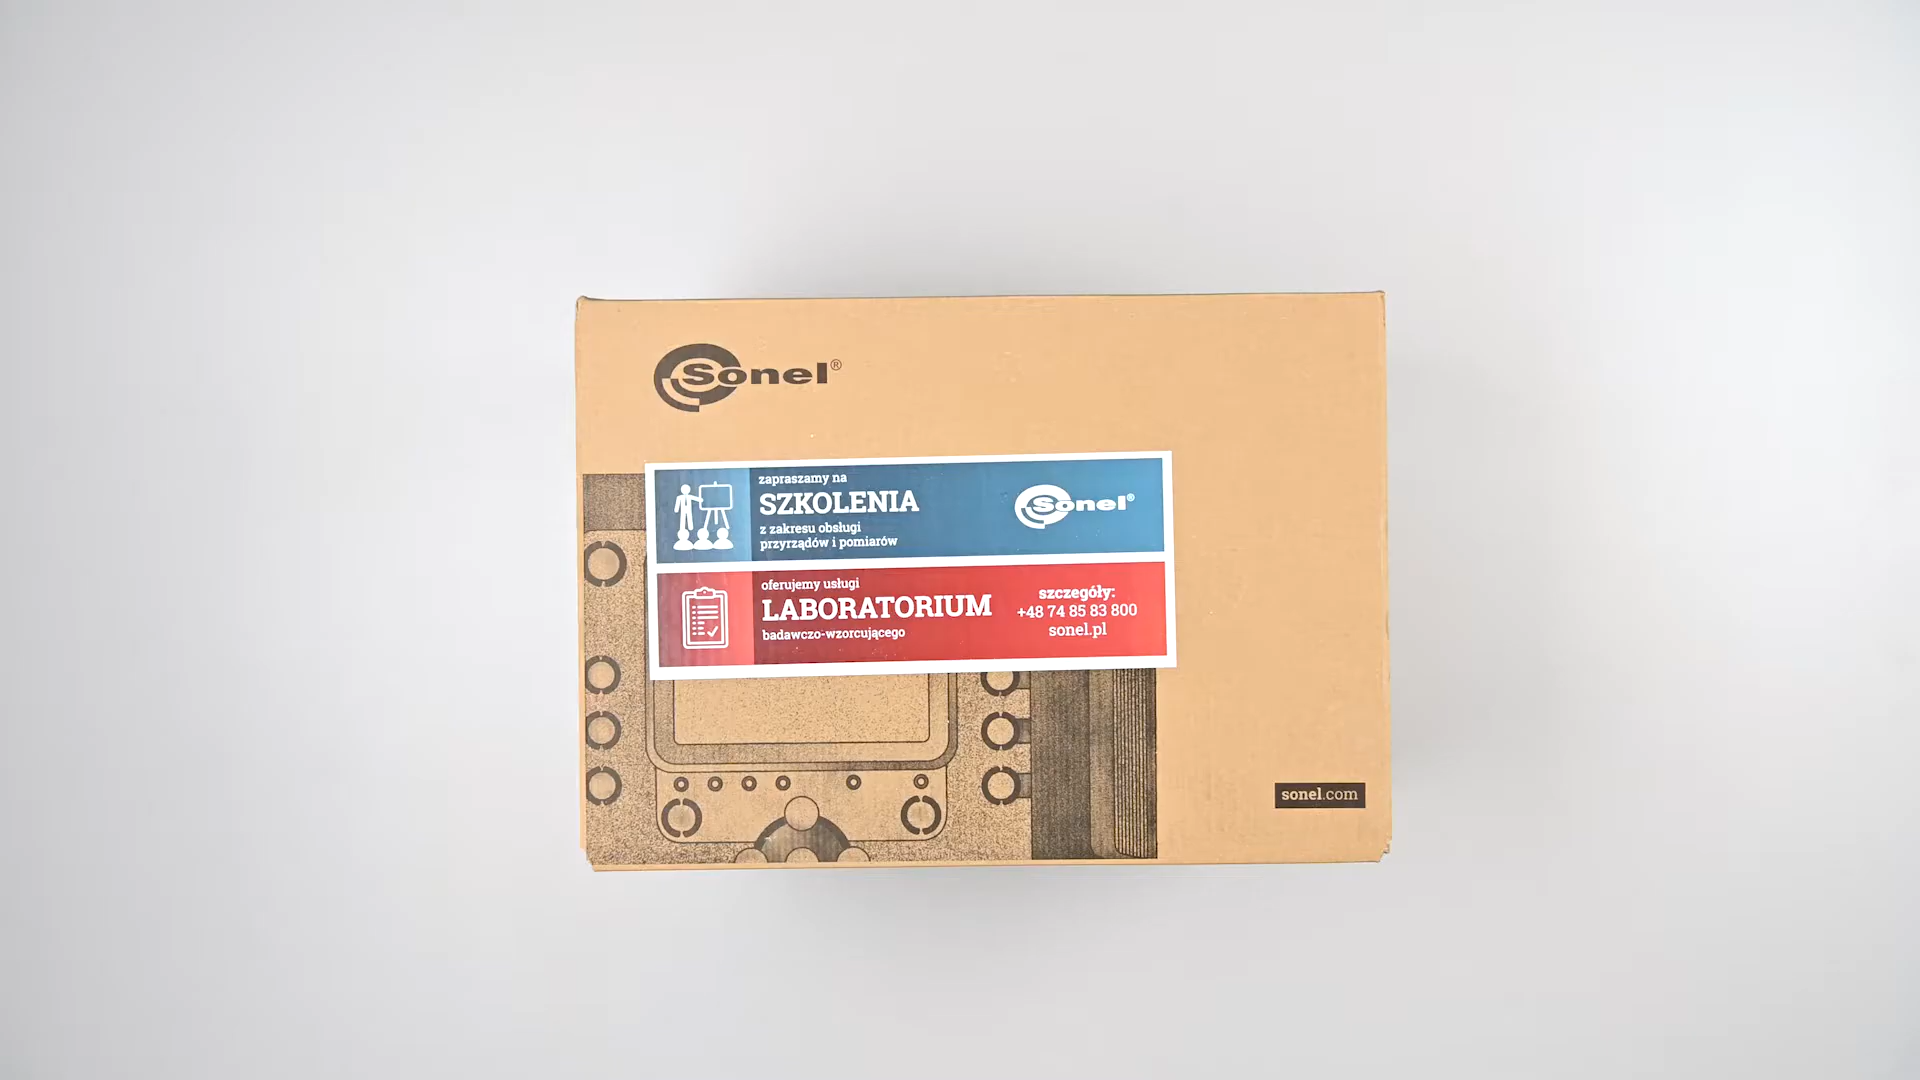 Sonel®
zapraszamy na
SZKOLENIA
z zakresu obsługi
przyrządów i pomiarów
Sonel®
oferujemy usługi
LABORATORIUM
badawczo-wzorcującego
szczegóły:
+48 74 85 83 800
sonel.pl
sonel.com